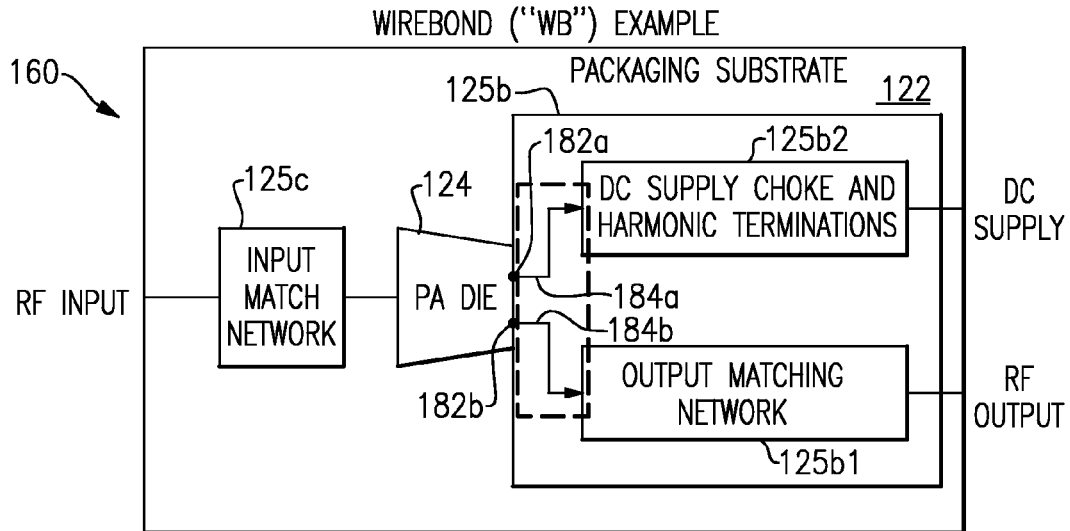 WIREBOND ("WB") EXAMPLE
160
PACKAGING SUBSTRATE
125b
122
182a
125b2
125c
124
DC SUPPLY CHOKE AND
HARMONIC TERMINATIONS
DC
SUPPLY
INPUT
MATCH
NETWORK
PA DIE
RF INPUT
184a
184b
182b
OUTPUT MATCHING
NETWORK
RF
OUTPUT
125b1